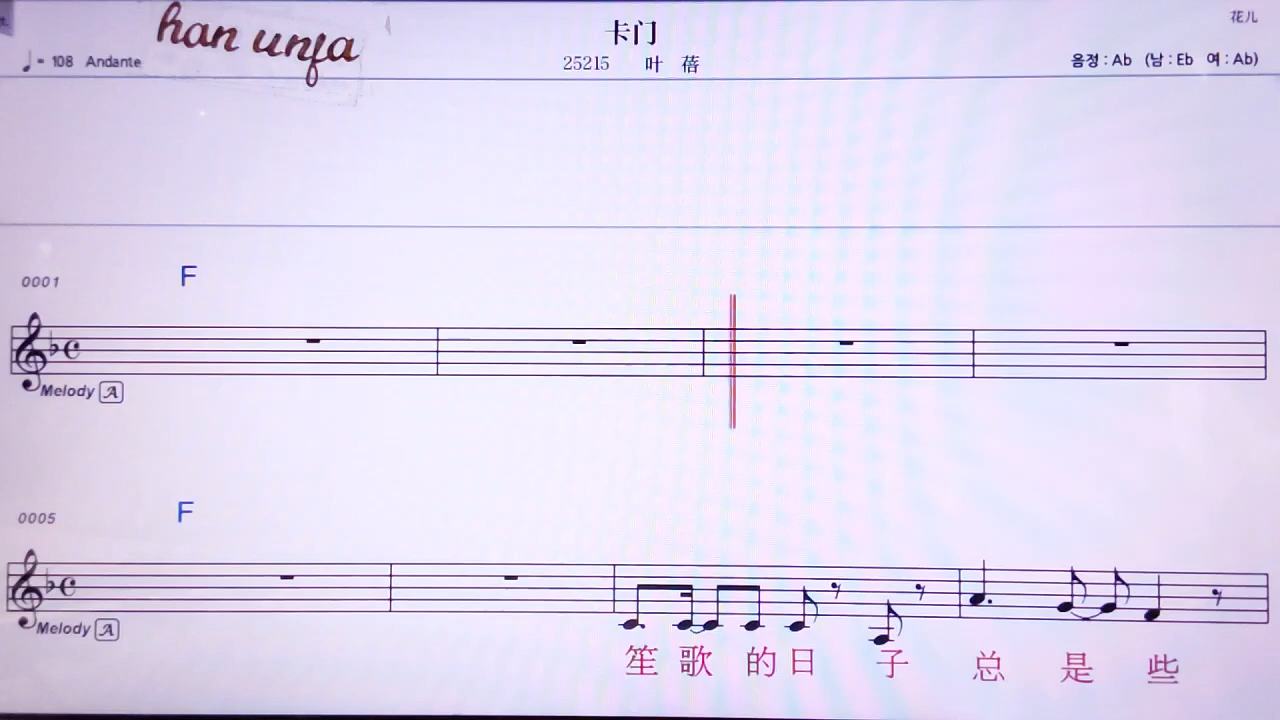 han unfa
卡门
花儿
♩= 108 Andante
25215 叶 蓓
음정 : Ab (남 : Eb 여 : Ab)
0001 F
Melody A
0005 F
Melody A
笙 歌 的 日 子 总 是 些